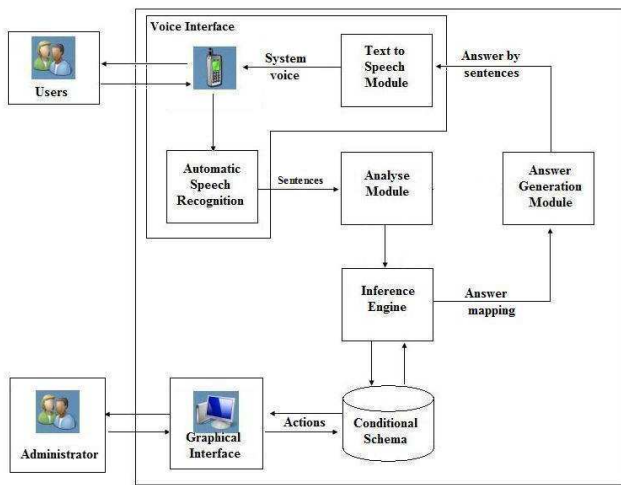 Voice Interface
Users
System
voice
Text to
Speech
Module
Answer by
sentences
Automatic
Speech
Recognition
Sentences
Analyse
Module
Answer
Generation
Module
Inference
Engine
Answer
mapping
Administrator
Graphical
Interface
Actions
Conditional
Schema